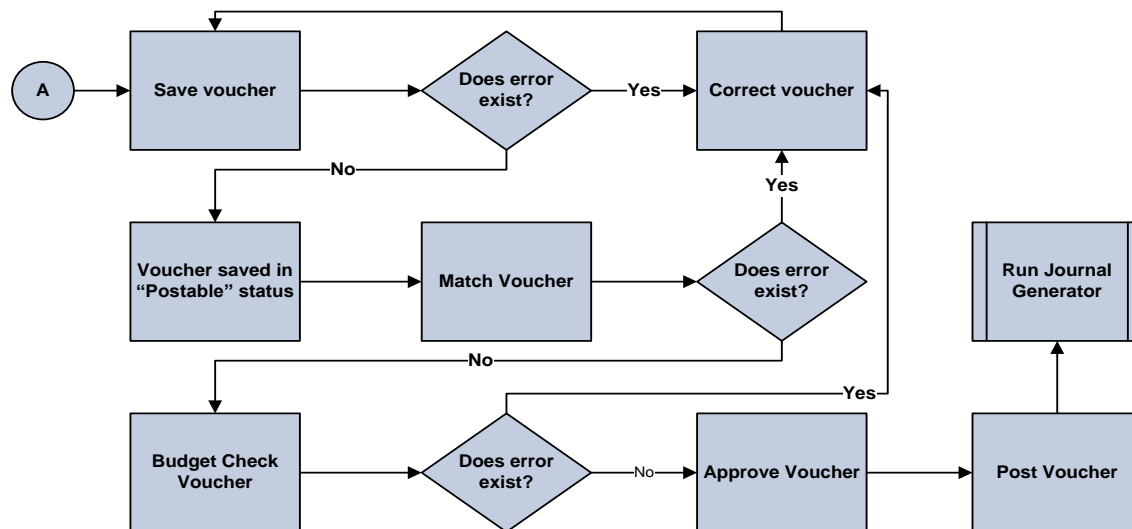 A
Save voucher
Does error
exist?
Yes
Correct voucher
No
Yes
Voucher saved in
“Postable” status
Match Voucher
Does error
exist?
Run Journal
Generator
No
Yes
Budget Check
Voucher
Does error
exist?
No
Approve Voucher
Post Voucher